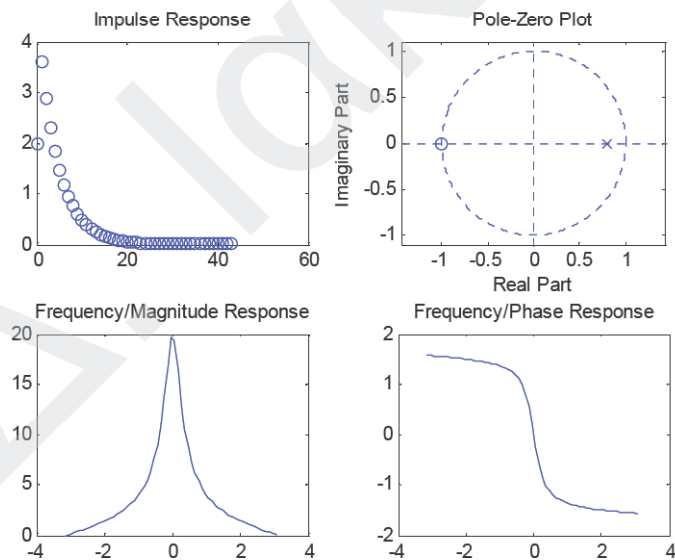 Impulse Response
4
3
2
1
0
0 20 40 60
Pole-Zero Plot
Imaginary Part
1
0.5
0
-0.5
-1
-1 -0.5 0 0.5 1
Real Part
Frequency/Magnitude Response
20
15
10
5
0
-4 -2 0 2 4
Frequency/Phase Response
2
1
0
-1
-2
-4 -2 0 2 4